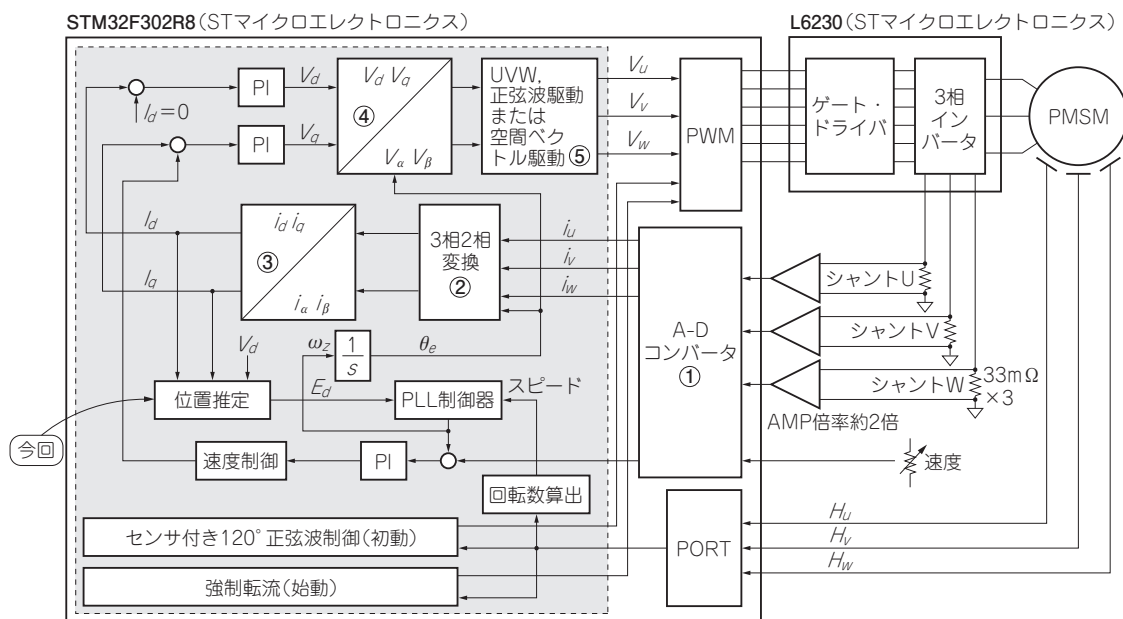 STM32F302R8(STマイクロエレクトロニクス)
L6230(STマイクロエレクトロニクス)
Id=0
PI
Vd
Vd Vq
④
Vα Vβ
PI
Vq
UVW,
正弦波駆動
または
空間ベク
トル駆動⑤
Vu
Vv
Vw
PWM
ゲート・
ドライバ
3相
インバータ
PMSM
Id
Iq
id iq
③
iα iβ
3相2相
変換
②
iu
iv
iw
A-D
コンバータ
①
シャントU
シャントV
シャントW
33mΩ
×3
AMP倍率約2倍
速度
ωz
1
s
θe
Vd
位置推定
Ed
PLL制御器
スピード
今回
速度制御
PI
回転数算出
センサ付き120°正弦波制御(初動)
強制転流(始動)
PORT
Hu
Hv
Hw